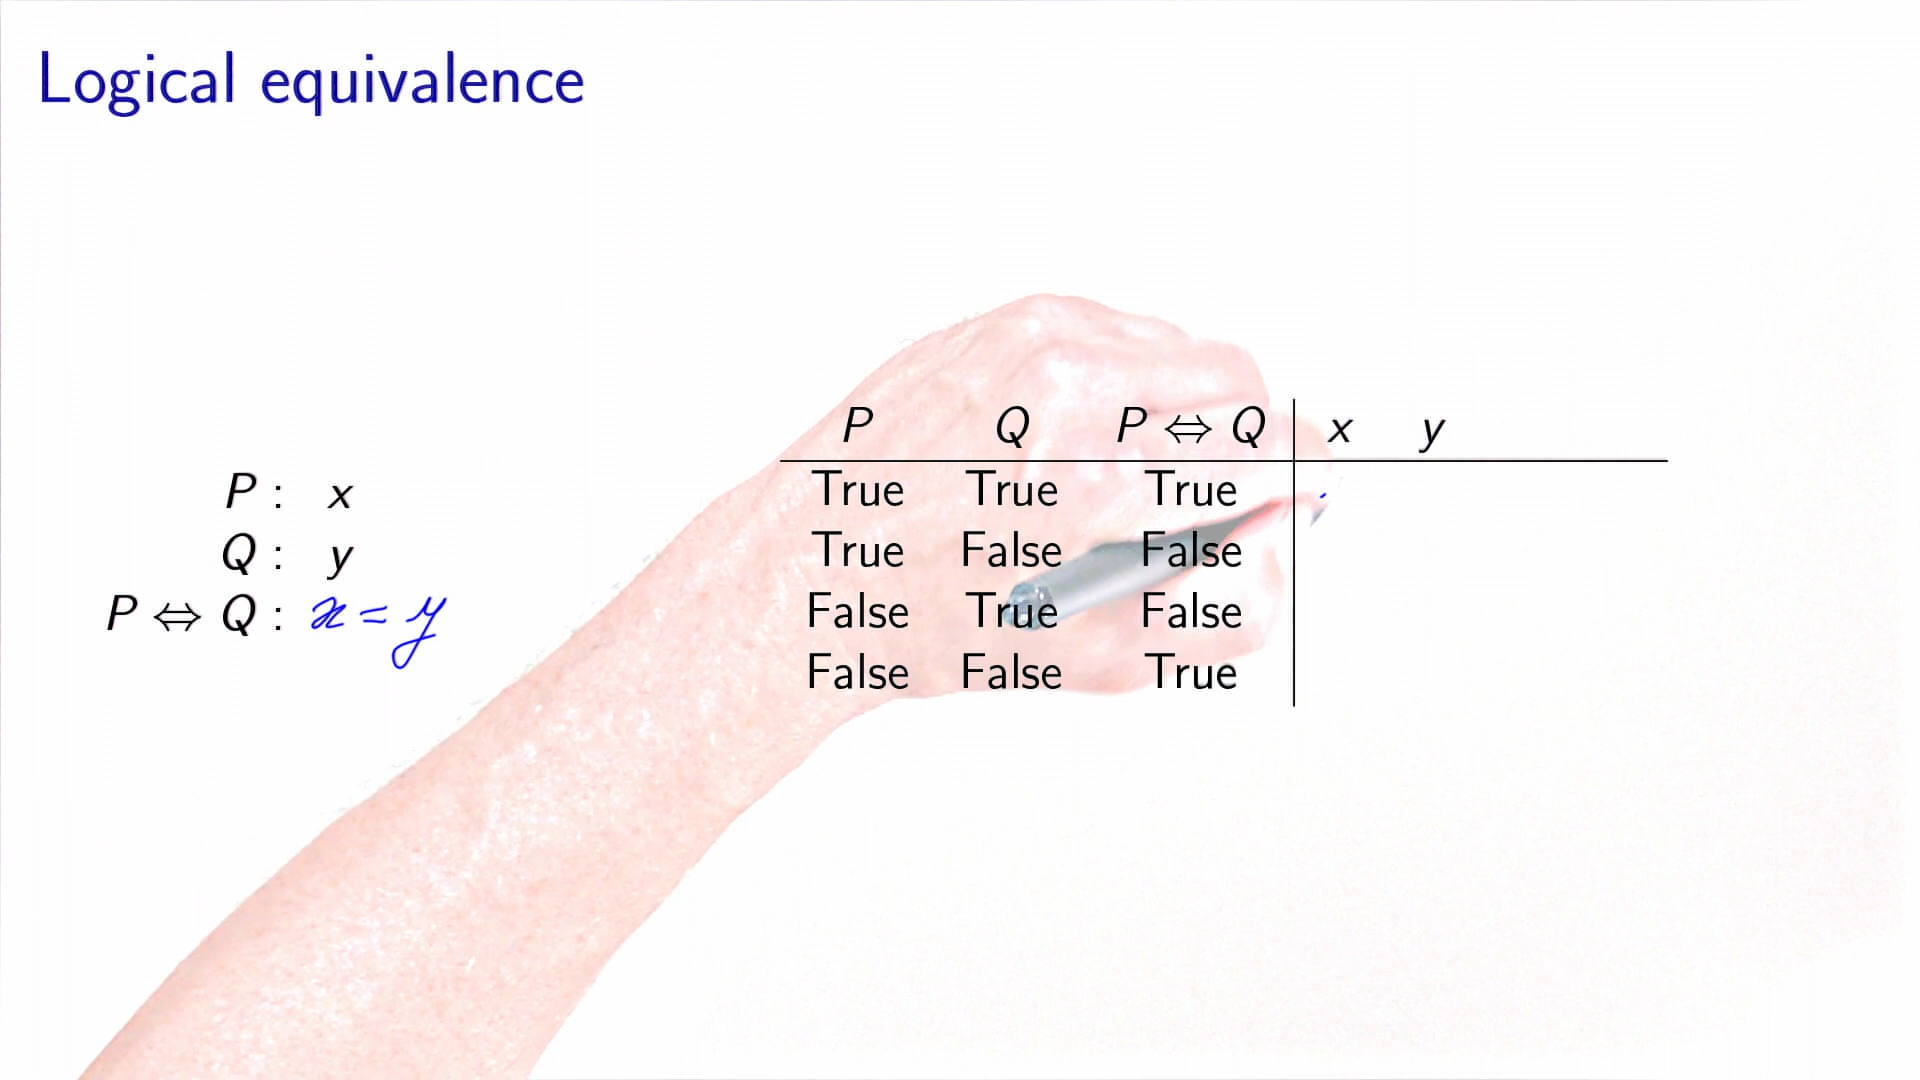 Logical equivalence
P : x
Q : y
P ⇔ Q : x = y
P Q P ⇔ Q x y
True True True
True False False
False True False
False False True